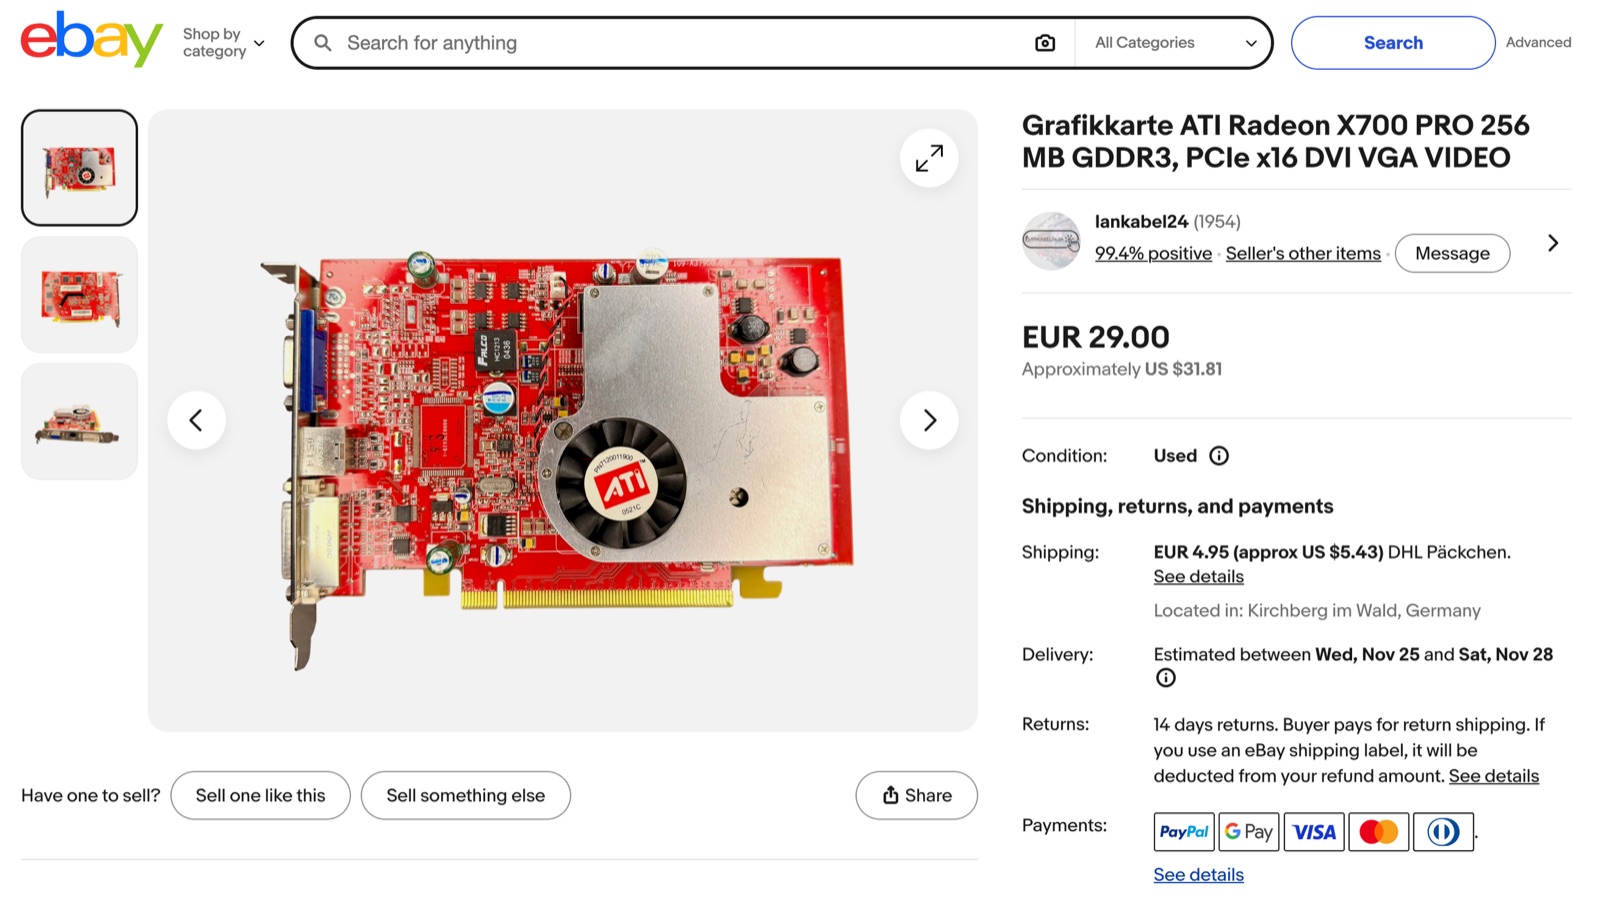 ebay
Shop by
category
Search for anything
All Categories
Search
Advanced
Grafikkarte ATI Radeon X700 PRO 256
MB GDDR3, PCIe x16 DVI VGA VIDEO
lankabel24 (1954)
99.4% positive · Seller's other items · Message
EUR 29.00
Approximately US $31.81
Condition: Used
Shipping, returns, and payments
Shipping: EUR 4.95 (approx US $5.43) DHL Päckchen.
See details
Located in: Kirchberg im Wald, Germany
Delivery: Estimated between Wed, Nov 25 and Sat, Nov 28
Returns: 14 days returns. Buyer pays for return shipping. If
you use an eBay shipping label, it will be
deducted from your refund amount. See details
Payments: PayPal G Pay VISA
See details
FALCO
HC1213
0436
PN7120011900
ATI
0521C
Have one to sell? Sell one like this Sell something else Share